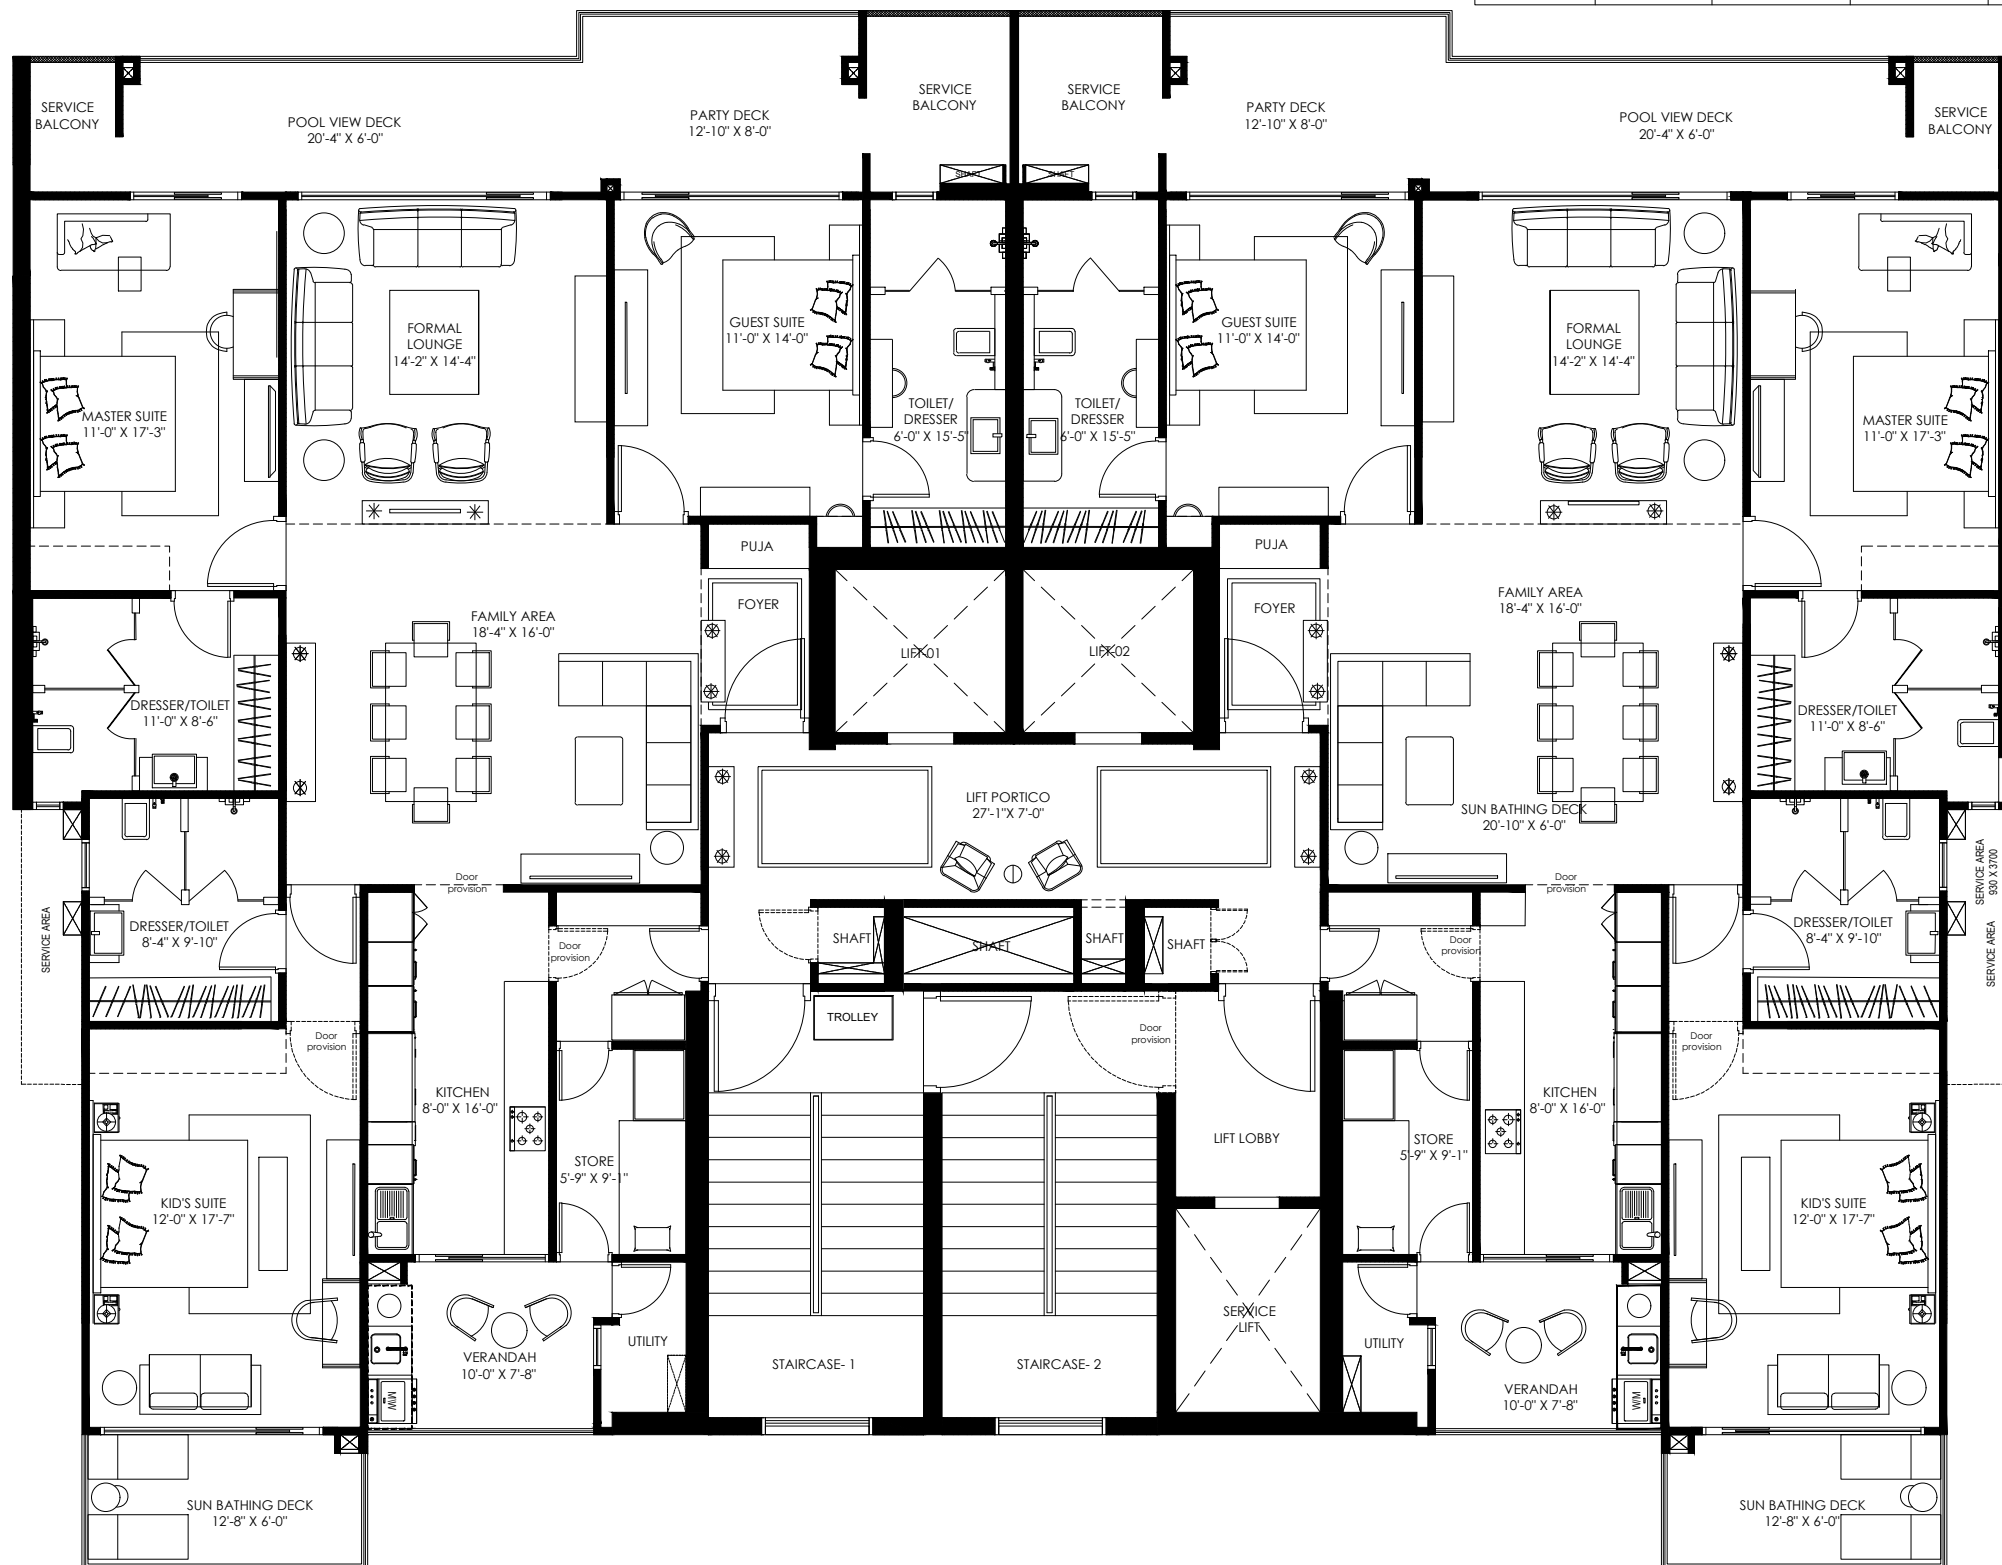 SERVICE
BALCONY
POOL VIEW DECK
20'-4" X 6'-0"
PARTY DECK
12'-10" X 8'-0"
SERVICE
BALCONY
SERVICE
BALCONY
PARTY DECK
12'-10" X 8'-0"
POOL VIEW DECK
20'-4" X 6'-0"
SERVICE
BALCONY
SHAFT
SHAFT
MASTER SUITE
11'-0" X 17'-3"
FORMAL
LOUNGE
14'-2" X 14'-4"
GUEST SUITE
11'-0" X 14'-0"
TOILET/
DRESSER
6'-0" X 15'-5"
TOILET/
DRESSER
6'-0" X 15'-5"
GUEST SUITE
11'-0" X 14'-0"
FORMAL
LOUNGE
14'-2" X 14'-4"
MASTER SUITE
11'-0" X 17'-3"
PUJA
PUJA
FOYER
FOYER
FAMILY AREA
18'-4" X 16'-0"
LIFT-01
LIFT-02
FAMILY AREA
18'-4" X 16'-0"
DRESSER/TOILET
11'-0" X 8'-6"
DRESSER/TOILET
11'-0" X 8'-6"
LIFT PORTICO
27'-1"X 7'-0"
SUN BATHING DECK
20'-10" X 6'-0"
Door
provision
Door
provision
SERVICE AREA
DRESSER/TOILET
8'-4" X 9'-10"
Door
provision
SHAFT
SHAFT
SHAFT
SHAFT
Door
provision
DRESSER/TOILET
8'-4" X 9'-10"
SERVICE AREA
930 X 3700
SERVICE AREA
Door
provision
TROLLEY
Door
provision
Door
provision
KITCHEN
8'-0" X 16'-0"
STORE
5'-9" X 9'-1"
LIFT LOBBY
STORE
5'-9" X 9'-1"
KITCHEN
8'-0" X 16'-0"
KID'S SUITE
12'-0" X 17'-7"
KID'S SUITE
12'-0" X 17'-7"
VERANDAH
10'-0" X 7'-8"
UTILITY
STAIRCASE- 1
STAIRCASE- 2
SERVICE
LIFT
UTILITY
VERANDAH
10'-0" X 7'-8"
W/M
W/M
SUN BATHING DECK
12'-8" X 6'-0"
SUN BATHING DECK
12'-8" X 6'-0"